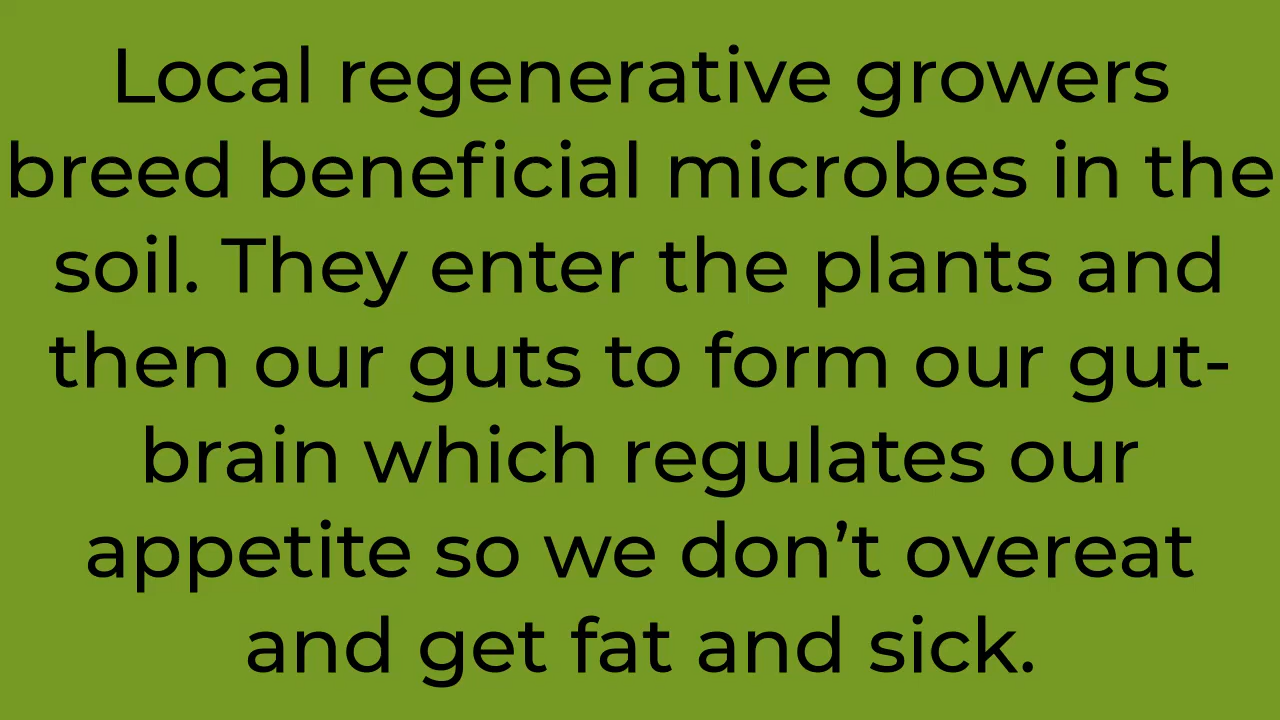 Local regenerative growers
breed beneficial microbes in the
soil. They enter the plants and
then our guts to form our gut-
brain which regulates our
appetite so we don’t overeat
and get fat and sick.